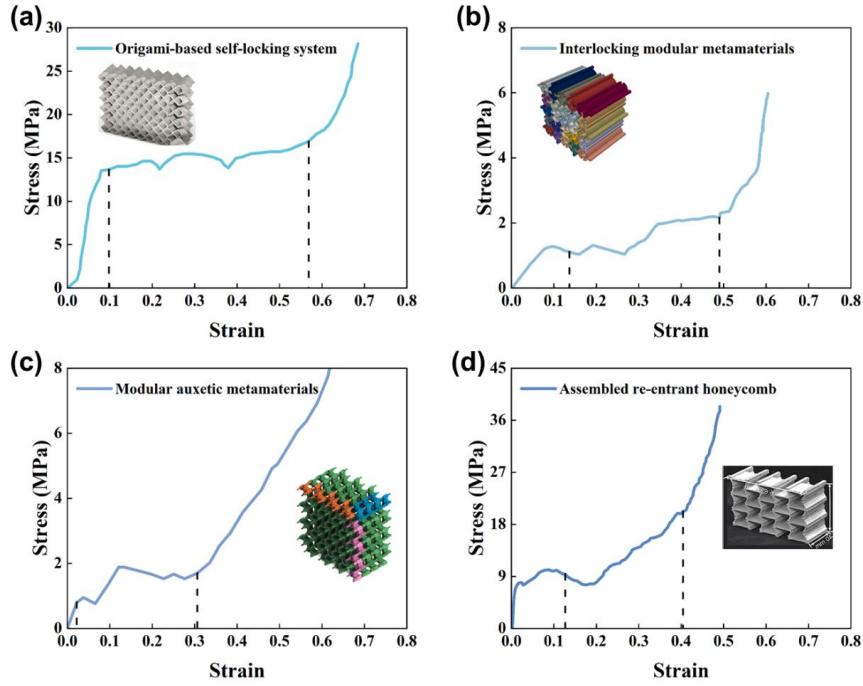 (a)
30
25
20
15
10
5
0
Stress (MPa)
Origami-based self-locking system
0.0 0.1 0.2 0.3 0.4 0.5 0.6 0.7 0.8
Strain
(b)
8
6
4
2
0
Stress (MPa)
Interlocking modular metamaterials
0.0 0.1 0.2 0.3 0.4 0.5 0.6 0.7 0.8
Strain
(c)
8
6
4
2
0
Stress (MPa)
Modular auxetic metamaterials
0.0 0.1 0.2 0.3 0.4 0.5 0.6 0.7 0.8
Strain
(d)
45
36
27
18
9
0
Stress (MPa)
Assembled re-entrant honeycomb
0.0 0.1 0.2 0.3 0.4 0.5 0.6 0.7 0.8
Strain